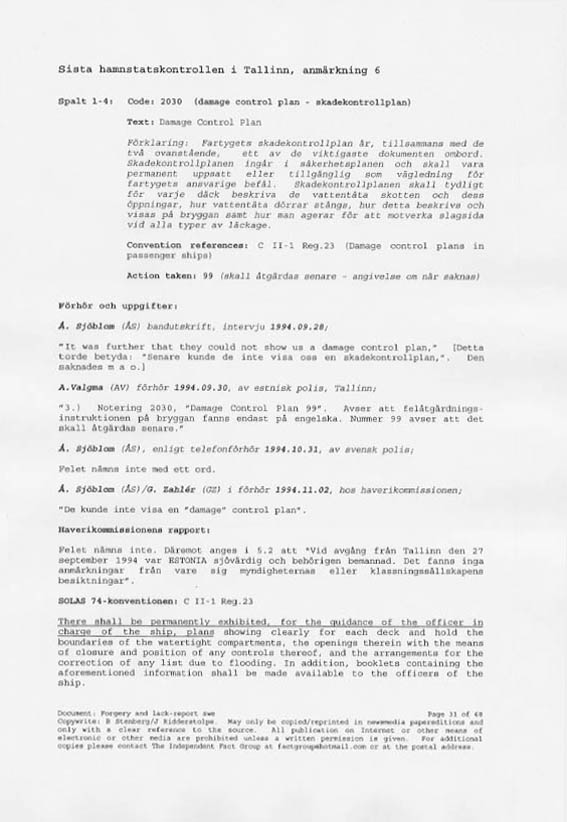 Sista hamnstatskontrollen i Tallinn, anmärkning 6
Spalt 1-4: Code: 2030 (damage control plan - skadekontrollplan)
Text: Damage Control Plan
Förklaring: Fartygets skadekontrollplan är, tillsammans med de
två ovanstående, ett av de viktigaste dokumenten ombord.
Skadekontrollplanen ingår i säkerhetsplanen och skall vara
permanent uppsatt eller tillgänglig som vägledning för
fartygets ansvarige befäl. Skadekontrollplanen skall tydligt
för varje däck beskriva de vattentäta skotten och dess
öppningar, hur vattentäta dörrar stängs, hur detta beskrivs och
visas på bryggan samt hur man agerar för att motverka slagsida
vid alla typer av läckage.
Convention references: C II-1 Reg.23 (Damage control plans in
passenger ships)
Action taken: 99 (skall åtgärdas senare - angivelse om när saknas)
Förhör och uppgifter:
Å. Sjöblom (ÅS) bandutskrift, intervju 1994.09.28;
"It was further that they could not show us a damage control plan," [Detta
torde betyda: "Senare kunde de inte visa oss en skadekontrollplan,". Den
saknades m a o.]
A.Valgma (AV) förhör 1994.09.30, av estnisk polis, Tallinn;
"3.) Notering 2030, "Damage Control Plan 99". Avser att felåtgärdnings-
instruktionen på bryggan fanns endast på engelska. Nummer 99 avser att det
skall åtgärdas senare."
Å. Sjöblom (ÅS), enligt telefonförhör 1994.10.31, av svensk polis;
Felet nämns inte med ett ord.
Å. Sjöblom (ÅS)/G. Zahlér (GZ) i förhör 1994.11.02, hos haverikommissionen;
"De kunde inte visa en "damage" control plan".
Haverikommissionens rapport:
Felet nämns inte. Däremot anges i 5.2 att "Vid avgång från Tallinn den 27
september 1994 var ESTONIA sjövärdig och behörigen bemannad. Det fanns inga
anmärkningar från vare sig myndigheternas eller klassningssällskapens
besiktningar".
SOLAS 74-konventionen: C II-1 Reg.23
There shall be permanently exhibited, for the guidance of the officer in
charge of the ship, plans showing clearly for each deck and hold the
boundaries of the watertight compartments, the openings therein with the means
of closure and position of any controls thereof, and the arrangements for the
correction of any list due to flooding. In addition, booklets containing the
aforementioned information shall be made available to the officers of the
ship.
Document: Forgery and lack-report swe Page 31 of 68
Copywrite: B Stenberg/J Ridderstolpe. May only be copied/reprinted in newsmedia papereditions and
only with a clear reference to the source. All publication on Internet or other means of
electronic or other media are prohibited unless a written permission is given. For additional
copies please contact The Independent Fact Group at factgroup@hotmail.com or at the postal address.